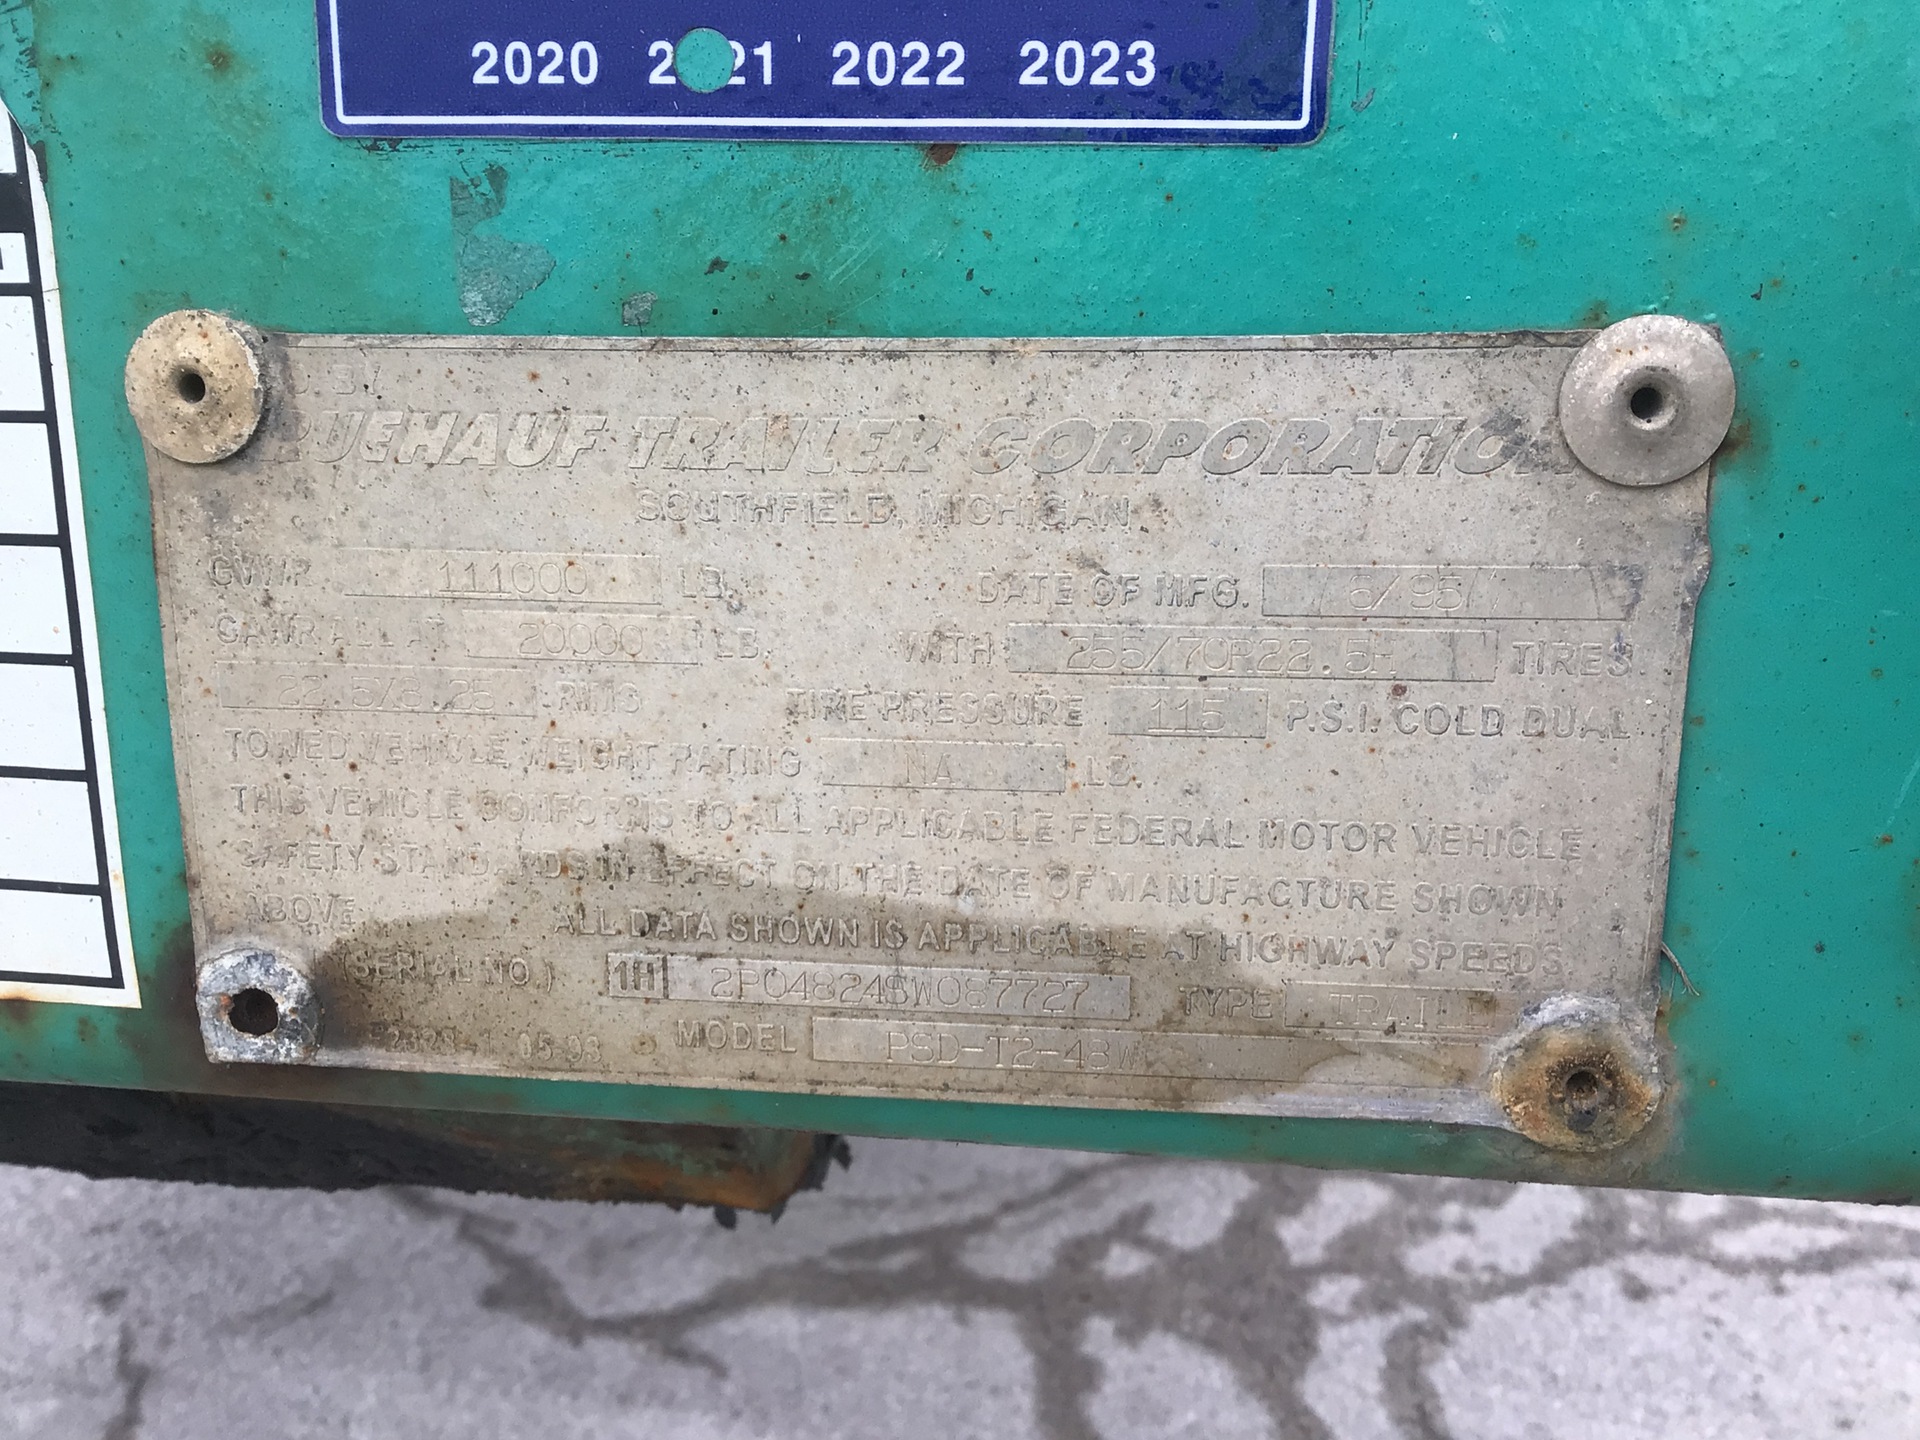 2020 2021 2022 2023
BY
RUEHAUF TRAILER CORPORATION
SOUTHFIELD, MICHIGAN
GVWR 111000 LB. DATE OF MFG. 6/95
GAWR ALL AT 20000 LB. WITH 255/70R22.5H TIRES
22.5/8.25 RIMS TIRE PRESSURE 115 P.S.I. COLD DUAL
TOWED VEHICLE WEIGHT RATING NA LB.
THIS VEHICLE CONFORMS TO ALL APPLICABLE FEDERAL MOTOR VEHICLE
SAFETY STANDARDS IN EFFECT ON THE DATE OF MANUFACTURE SHOWN
ABOVE ALL DATA SHOWN IS APPLICABLE AT HIGHWAY SPEEDS
(SERIAL NO.) 1H 2P04824SW087727 TYPE TRAILE
MODEL PSD-T2-48W